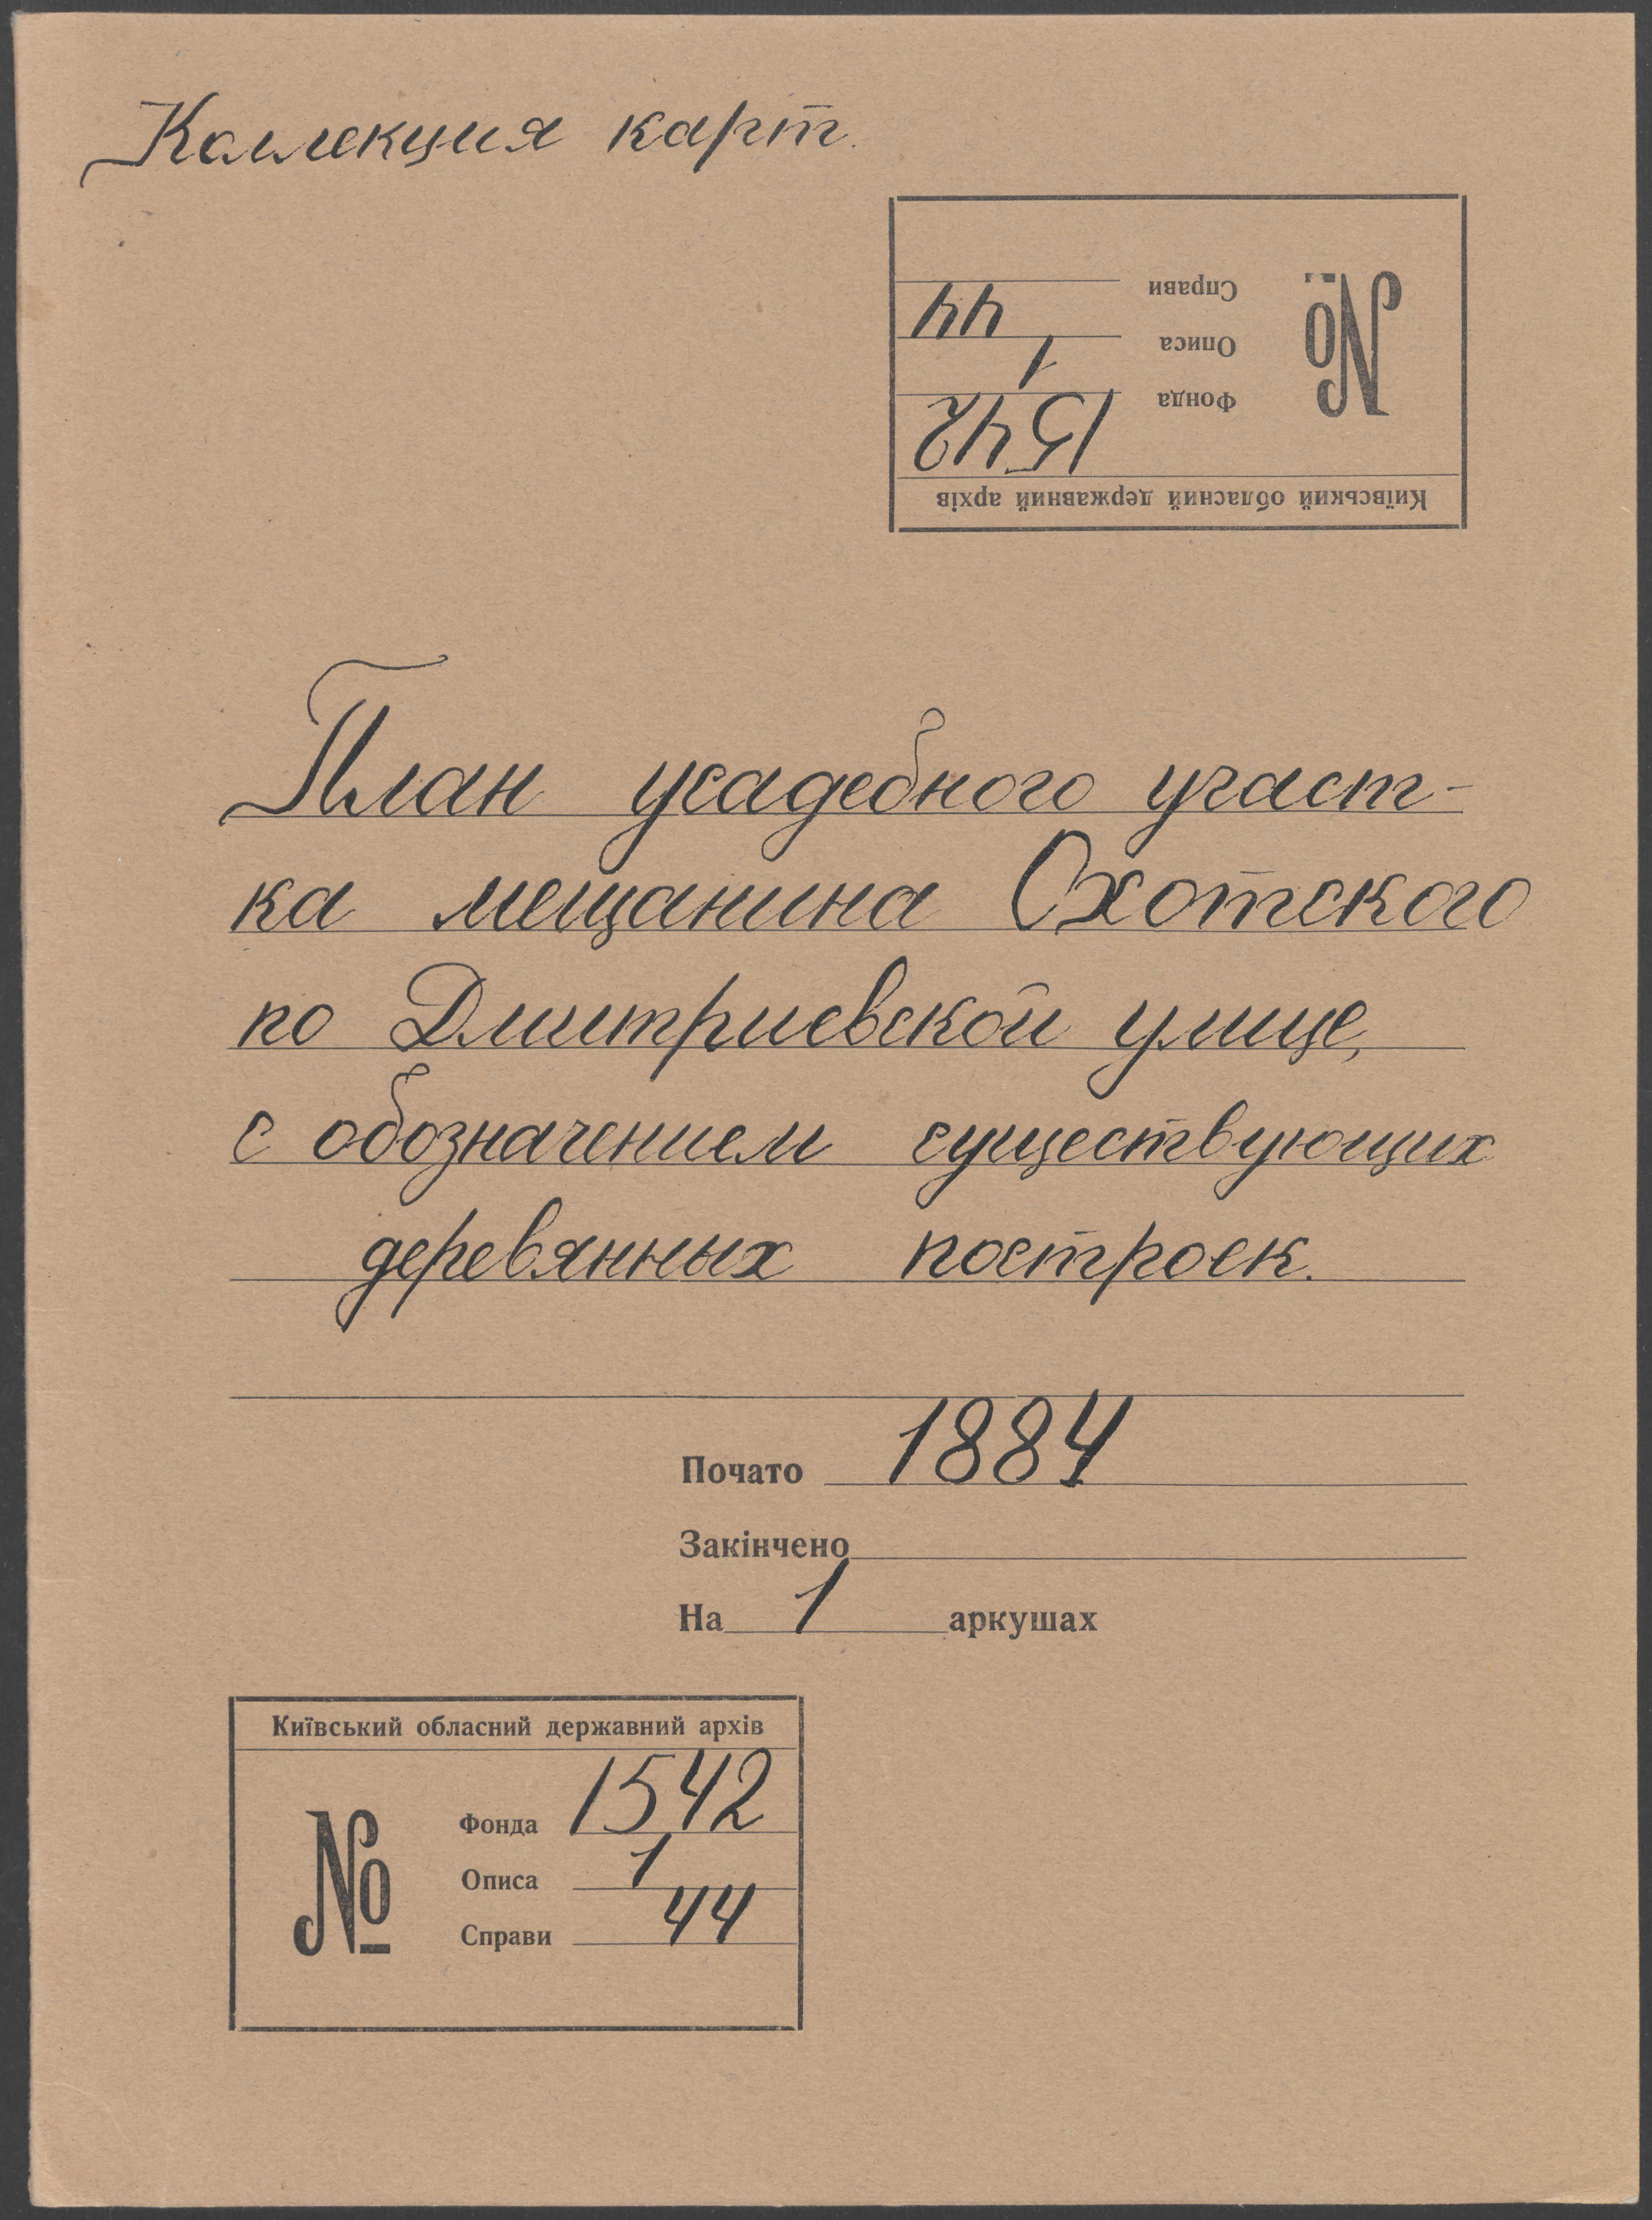 Коллекция карт.
Київський обласний державний архів
№
Фонда 1542
Описа 1
Справи 44
План усадебного участ-
ка мещанина Охотского
по Дмитриевской улице,
с обозначением существующих
деревянных построек.
Почато 1884
Закінчено
На 1 аркушах
Київський обласний державний архів
№
Фонда 1542
Описа 1
Справи 44